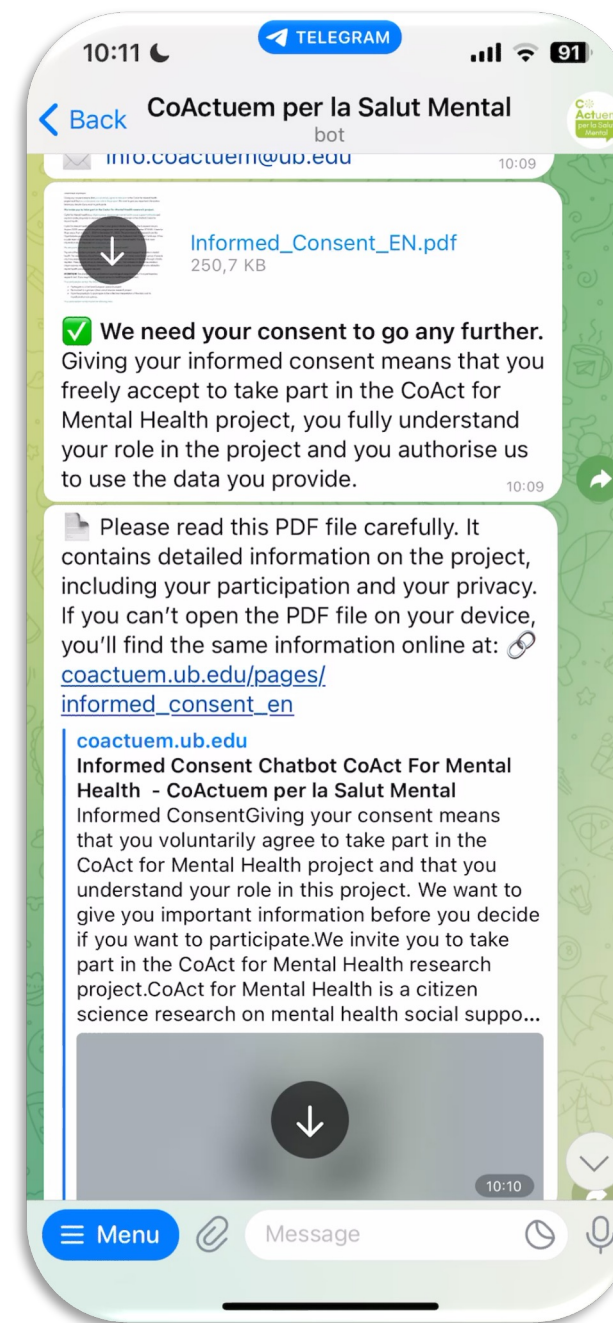 10:11
TELEGRAM
91
Back
CoActuem per la Salut Mental
bot
info.coactuem@ub.edu
10:09
Informed_Consent_EN.pdf
250,7 KB
✅ We need your consent to go any further.
Giving your informed consent means that you
freely accept to take part in the CoAct for
Mental Health project, you fully understand
your role in the project and you authorise us
to use the data you provide.
10:09
Please read this PDF file carefully. It
contains detailed information on the project,
including your participation and your privacy.
If you can't open the PDF file on your device,
you'll find the same information online at: 🔗
coactuem.ub.edu/pages/
informed_consent_en
coactuem.ub.edu
Informed Consent Chatbot CoAct For Mental
Health - CoActuem per la Salut Mental
Informed ConsentGiving your consent means
that you voluntarily agree to take part in the
CoAct for Mental Health project and that you
understand your role in this project. We want to
give you important information before you decide
if you want to participate.We invite you to take
part in the CoAct for Mental Health research
project.CoAct for Mental Health is a citizen
science research on mental health social suppo...
10:10
Menu
Message